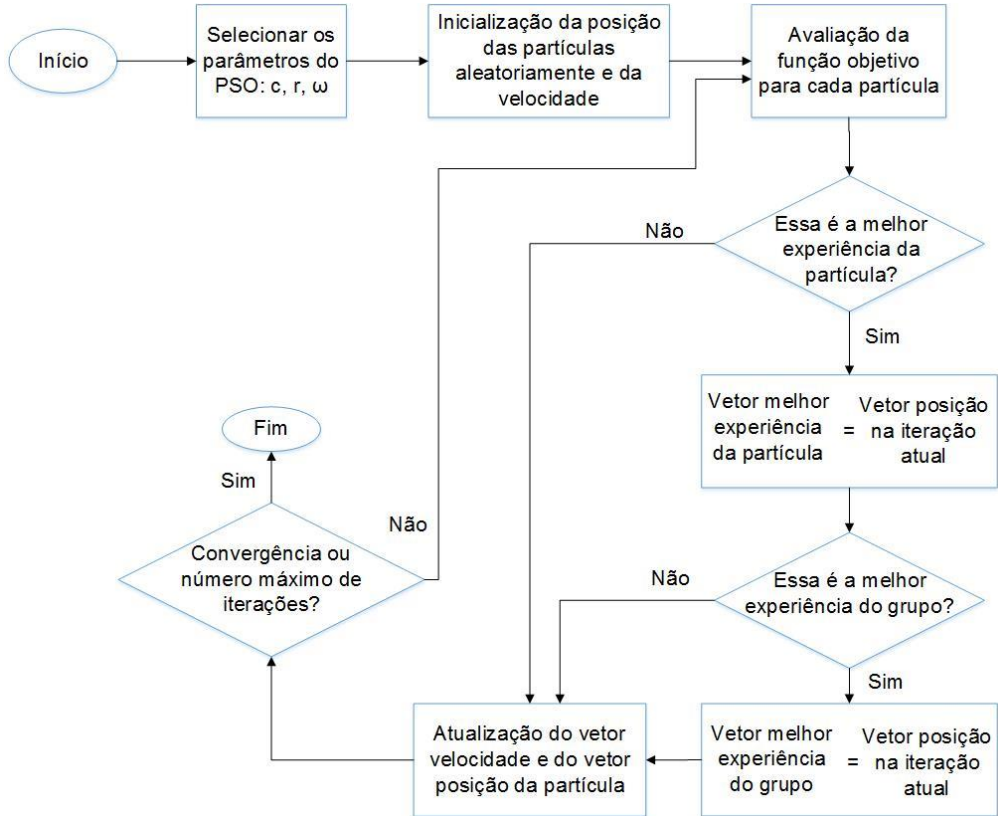 Início
Selecionar os
parâmetros do
PSO: c, r, ω
Inicialização da posição
das partículas
aleatoriamente e da
velocidade
Avaliação da
função objetivo
para cada partícula
Não
Essa é a melhor
experiência da
partícula?
Sim
Vetor melhor
experiência
da partícula
=
Vetor posição
na iteração
atual
Fim
Sim
Não
Convergência ou
número máximo de
iterações?
Não
Essa é a melhor
experiência do grupo?
Sim
Atualização do vetor
velocidade e do vetor
posição da partícula
Vetor melhor
experiência
do grupo
=
Vetor posição
na iteração
atual